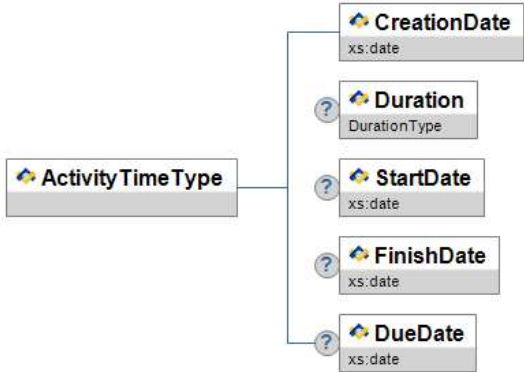 CreationDate
xs:date
?
Duration
DurationType
ActivityTimeType
?
StartDate
xs:date
?
FinishDate
xs:date
?
DueDate
xs:date